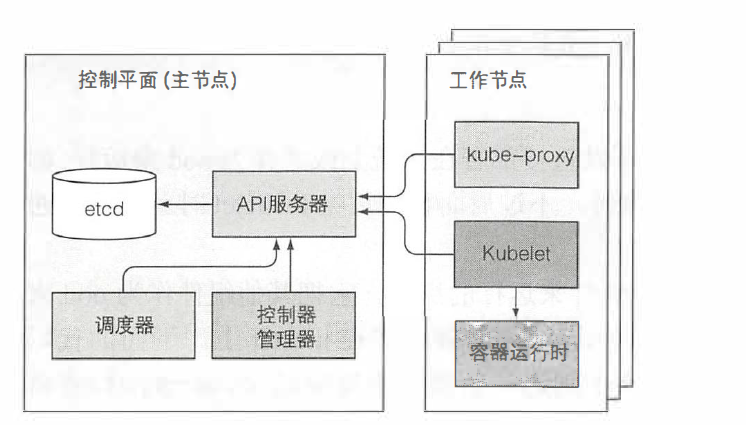 控制平面(主节点)
工作节点
kube-proxy
etcd
API服务器
Kubelet
调度器
控制器
管理器
容器运行时